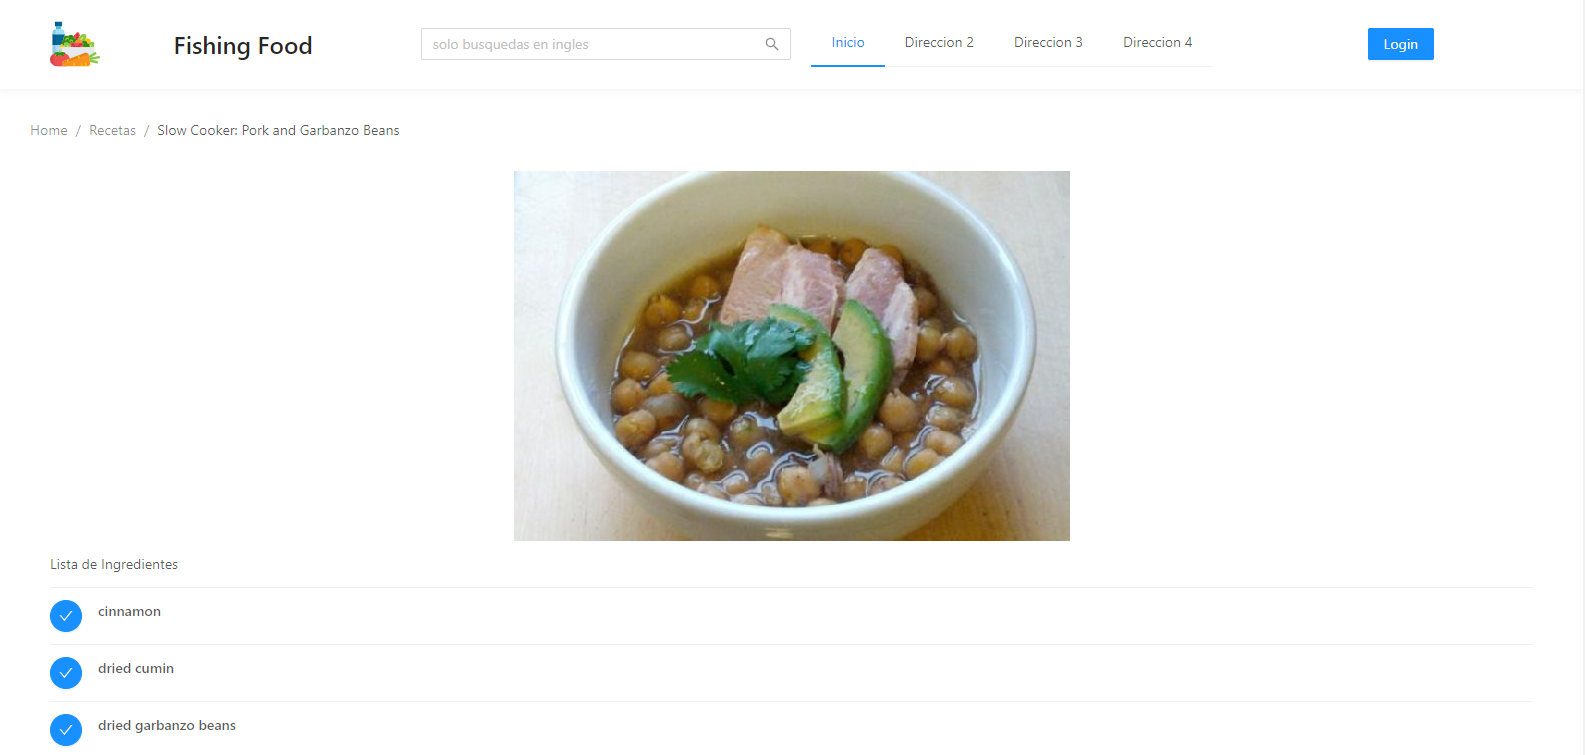 Fishing Food
solo busquedas en ingles
Inicio
Direccion 2
Direccion 3
Direccion 4
Login
Home / Recetas / Slow Cooker: Pork and Garbanzo Beans
Lista de Ingredientes
cinnamon
dried cumin
dried garbanzo beans